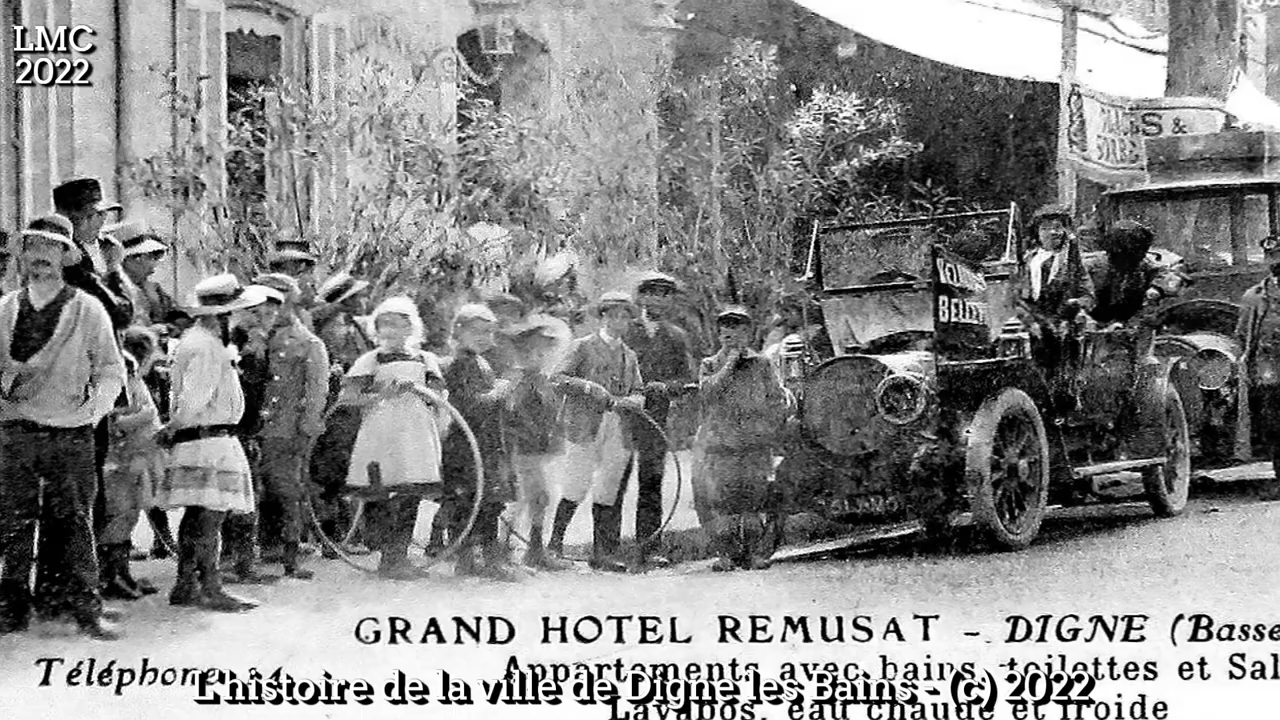 LMC
2022
GRAND HOTEL REMUSAT - DIGNE (Basse
Téléphone 24
Appartements avec bains, toilettes et Sal
L'histoire de la ville de Digne les Bains - (c) 2022
Lavabos, eau chaude et froide